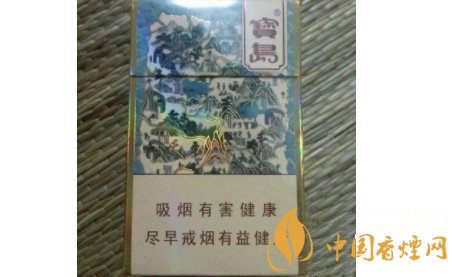 寶島®
吸烟有害健康
尽早戒烟有益健康
中国香烟网